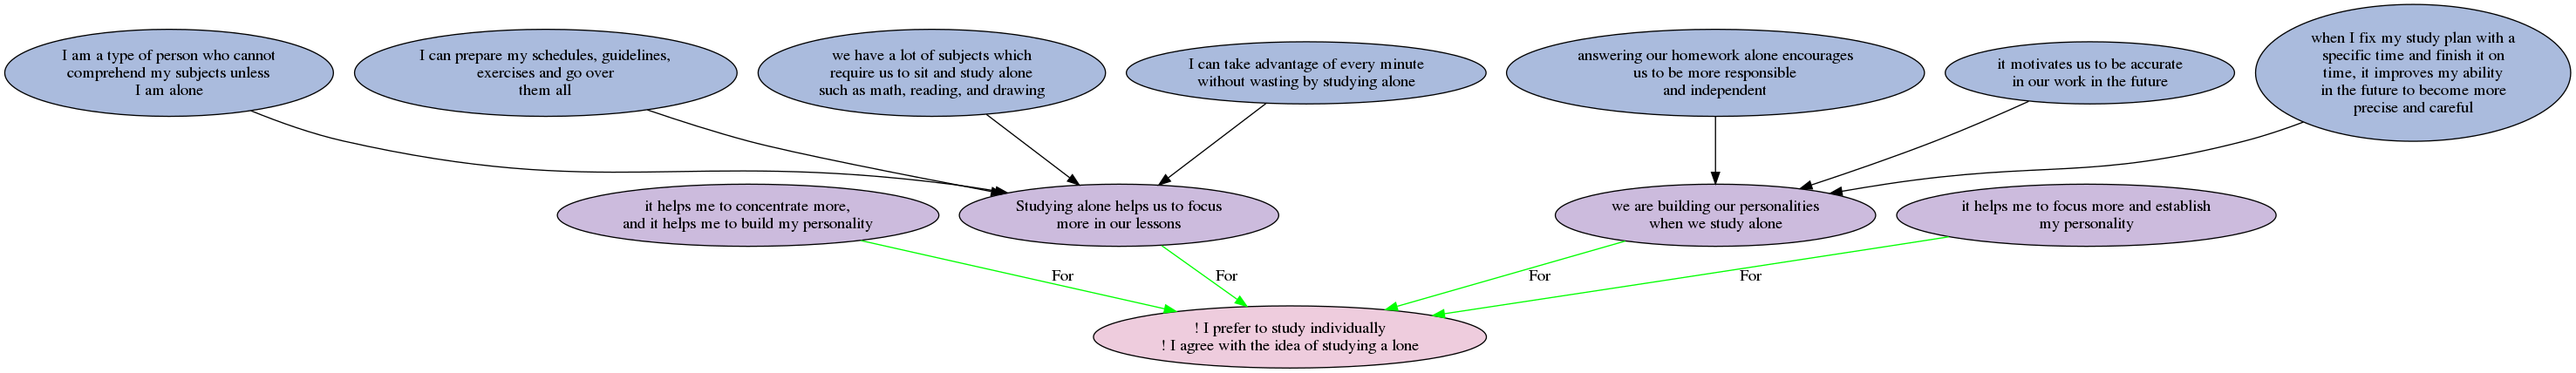 I am a type of person who cannot
comprehend my subjects unless
I am alone
I can prepare my schedules, guidelines,
exercises and go over
them all
we have a lot of subjects which
require us to sit and study alone
such as math, reading, and drawing
I can take advantage of every minute
without wasting by studying alone
answering our homework alone encourages
us to be more responsible
and independent
it motivates us to be accurate
in our work in the future
when I fix my study plan with a
specific time and finish it on
time, it improves my ability
in the future to become more
precise and careful
it helps me to concentrate more,
and it helps me to build my personality
Studying alone helps us to focus
more in our lessons
we are building our personalities
when we study alone
it helps me to focus more and establish
my personality
For
For
For
For
! I prefer to study individually
! I agree with the idea of studying a lone